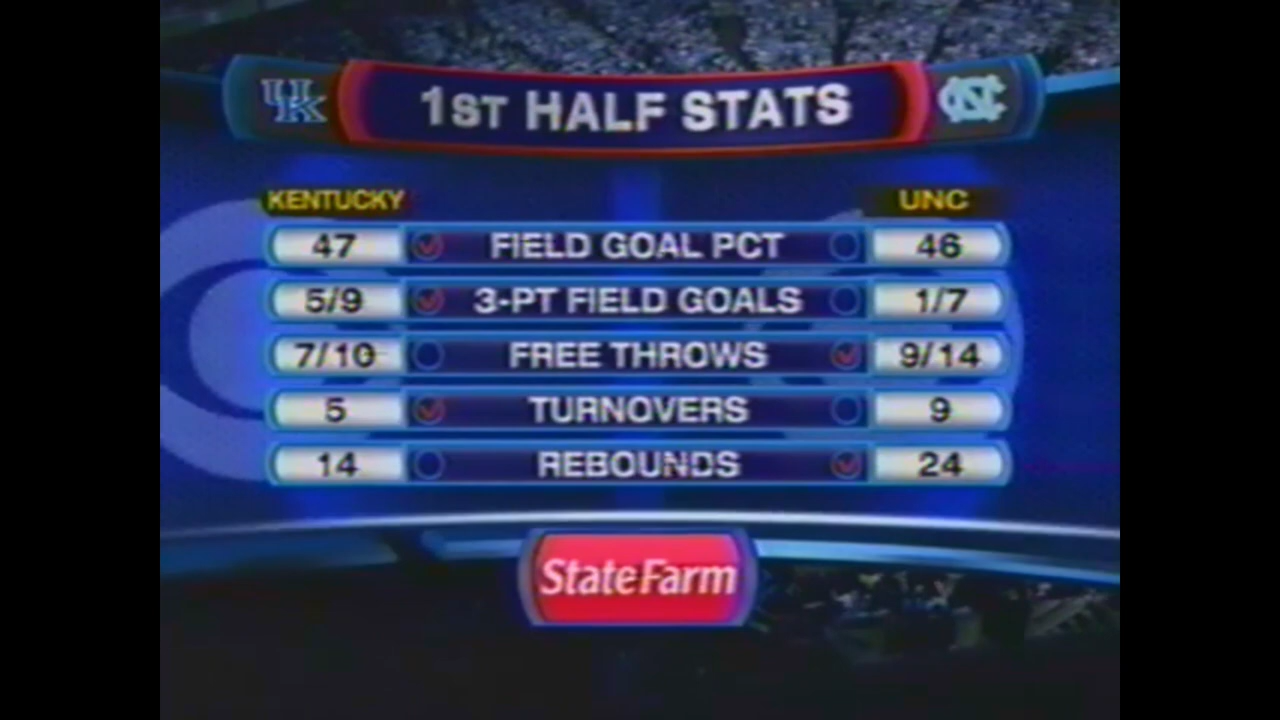 UK 1ST HALF STATS NC
KENTUCKY UNC
47 FIELD GOAL PCT 46
5/9 3-PT FIELD GOALS 1/7
7/10 FREE THROWS 9/14
5 TURNOVERS 9
14 REBOUNDS 24
StateFarm